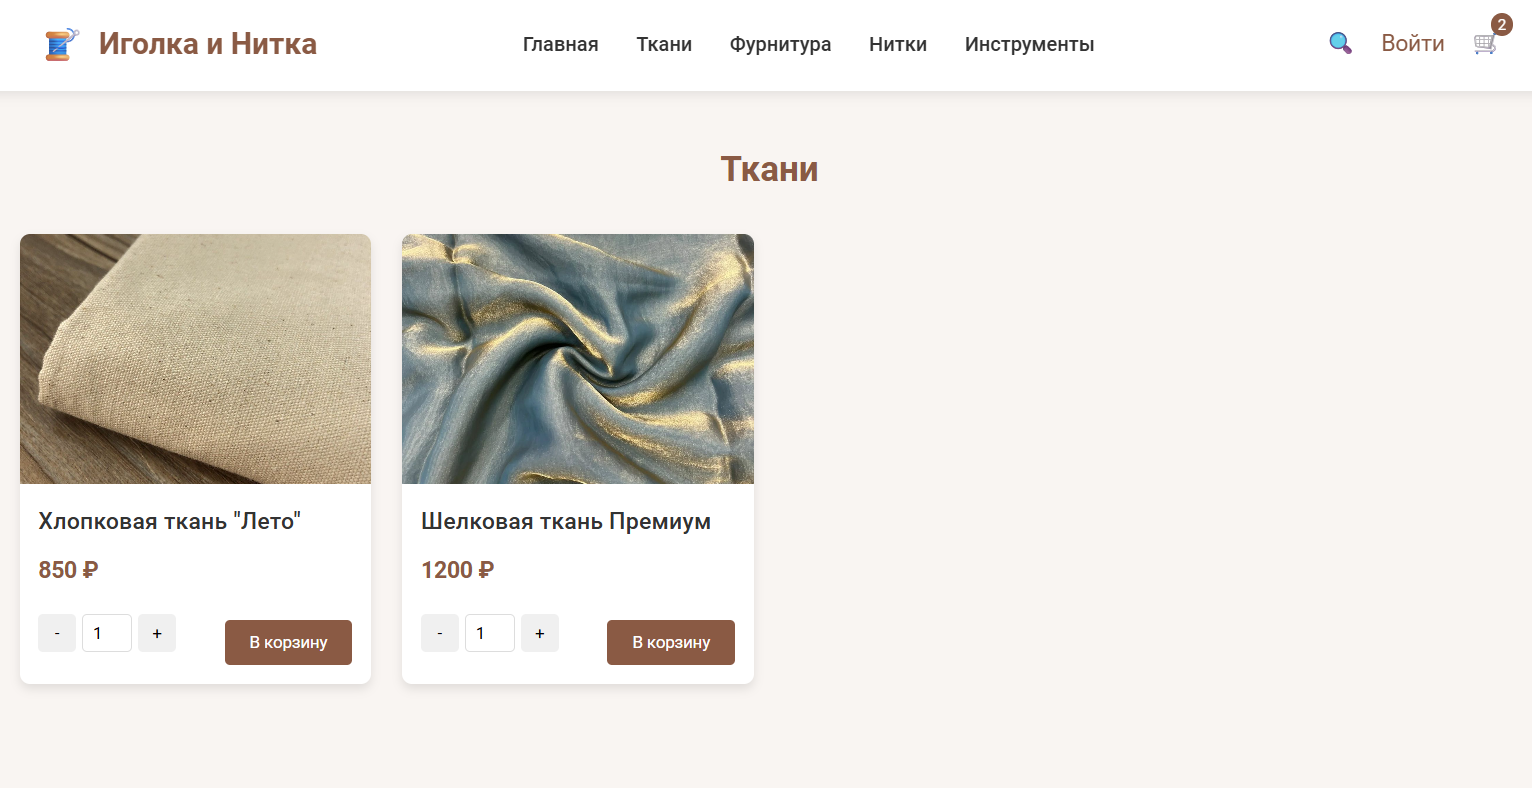 Иголка и Нитка
Главная Ткани Фурнитура Нитки Инструменты
Войти 2
Ткани
Хлопковая ткань "Лето"
850 ₽
- 1 + В корзину
Шелковая ткань Премиум
1200 ₽
- 1 + В корзину